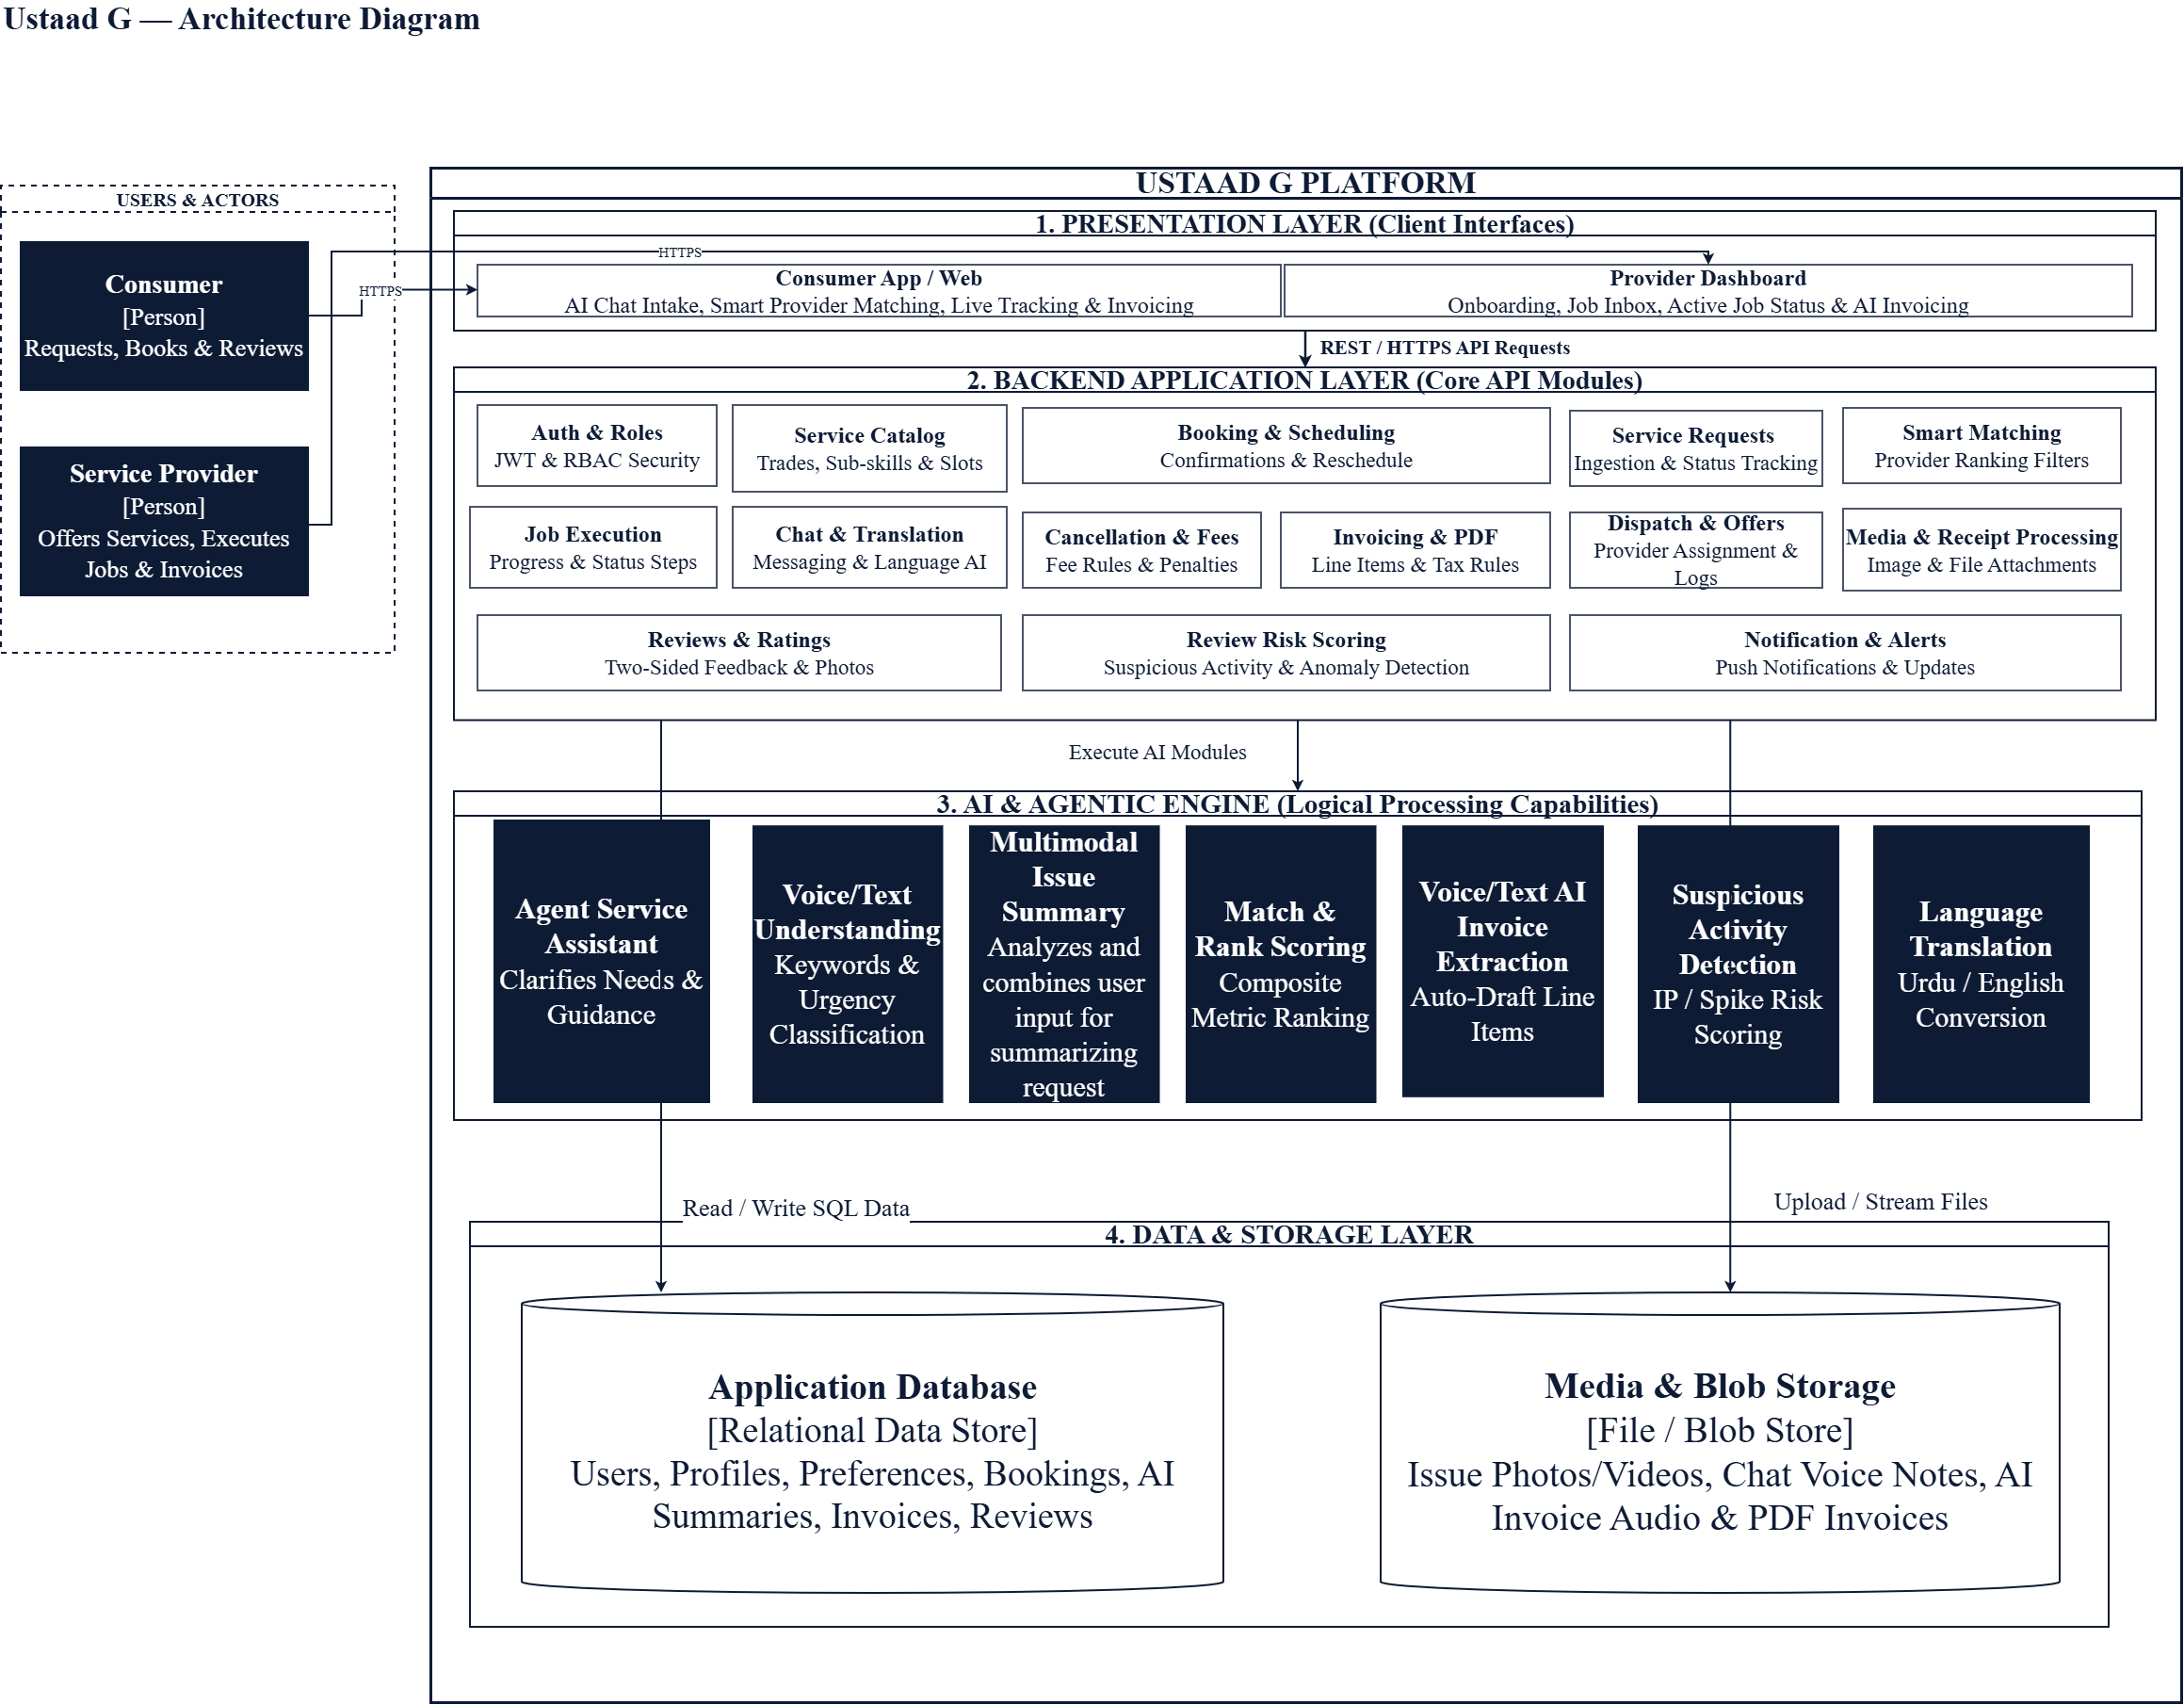 Ustaad G — Architecture Diagram
USERS & ACTORS
Consumer
[Person]
Requests, Books & Reviews
Service Provider
[Person]
Offers Services, Executes
Jobs & Invoices
HTTPS
HTTPS
USTAAD G PLATFORM
1. PRESENTATION LAYER (Client Interfaces)
Consumer App / Web
AI Chat Intake, Smart Provider Matching, Live Tracking & Invoicing
Provider Dashboard
Onboarding, Job Inbox, Active Job Status & AI Invoicing
REST / HTTPS API Requests
2. BACKEND APPLICATION LAYER (Core API Modules)
Auth & Roles
JWT & RBAC Security
Service Catalog
Trades, Sub-skills & Slots
Booking & Scheduling
Confirmations & Reschedule
Service Requests
Ingestion & Status Tracking
Smart Matching
Provider Ranking Filters
Job Execution
Progress & Status Steps
Chat & Translation
Messaging & Language AI
Cancellation & Fees
Fee Rules & Penalties
Invoicing & PDF
Line Items & Tax Rules
Dispatch & Offers
Provider Assignment &
Logs
Media & Receipt Processing
Image & File Attachments
Reviews & Ratings
Two-Sided Feedback & Photos
Review Risk Scoring
Suspicious Activity & Anomaly Detection
Notification & Alerts
Push Notifications & Updates
Execute AI Modules
3. AI & AGENTIC ENGINE (Logical Processing Capabilities)
Agent Service
Assistant
Clarifies Needs &
Guidance
Voice/Text
Understanding
Keywords &
Urgency
Classification
Multimodal
Issue
Summary
Analyzes and
combines user
input for
summarizing
request
Match &
Rank Scoring
Composite
Metric Ranking
Voice/Text AI
Invoice
Extraction
Auto-Draft Line
Items
Suspicious
Activity
Detection
IP / Spike Risk
Scoring
Language
Translation
Urdu / English
Conversion
Read / Write SQL Data
Upload / Stream Files
4. DATA & STORAGE LAYER
Application Database
[Relational Data Store]
Users, Profiles, Preferences, Bookings, AI
Summaries, Invoices, Reviews
Media & Blob Storage
[File / Blob Store]
Issue Photos/Videos, Chat Voice Notes, AI
Invoice Audio & PDF Invoices